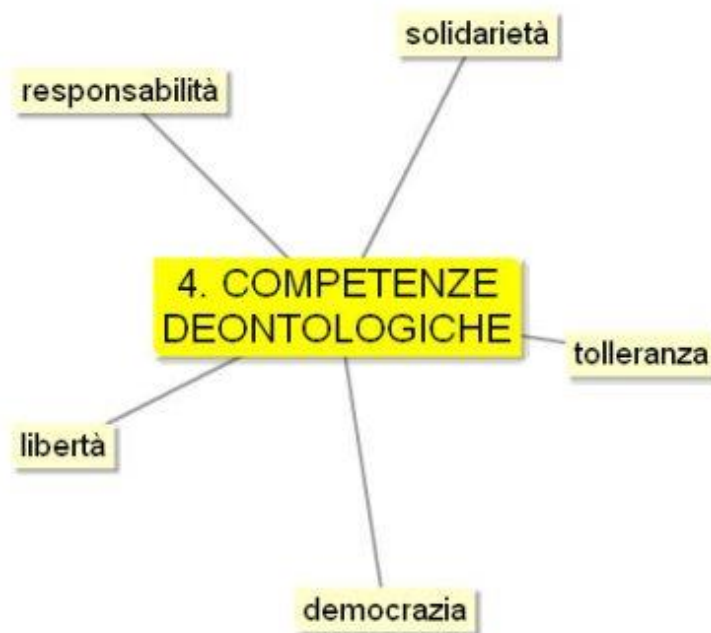 solidarietà
responsabilità
4. COMPETENZE
DEONTOLOGICHE
tolleranza
libertà
democrazia